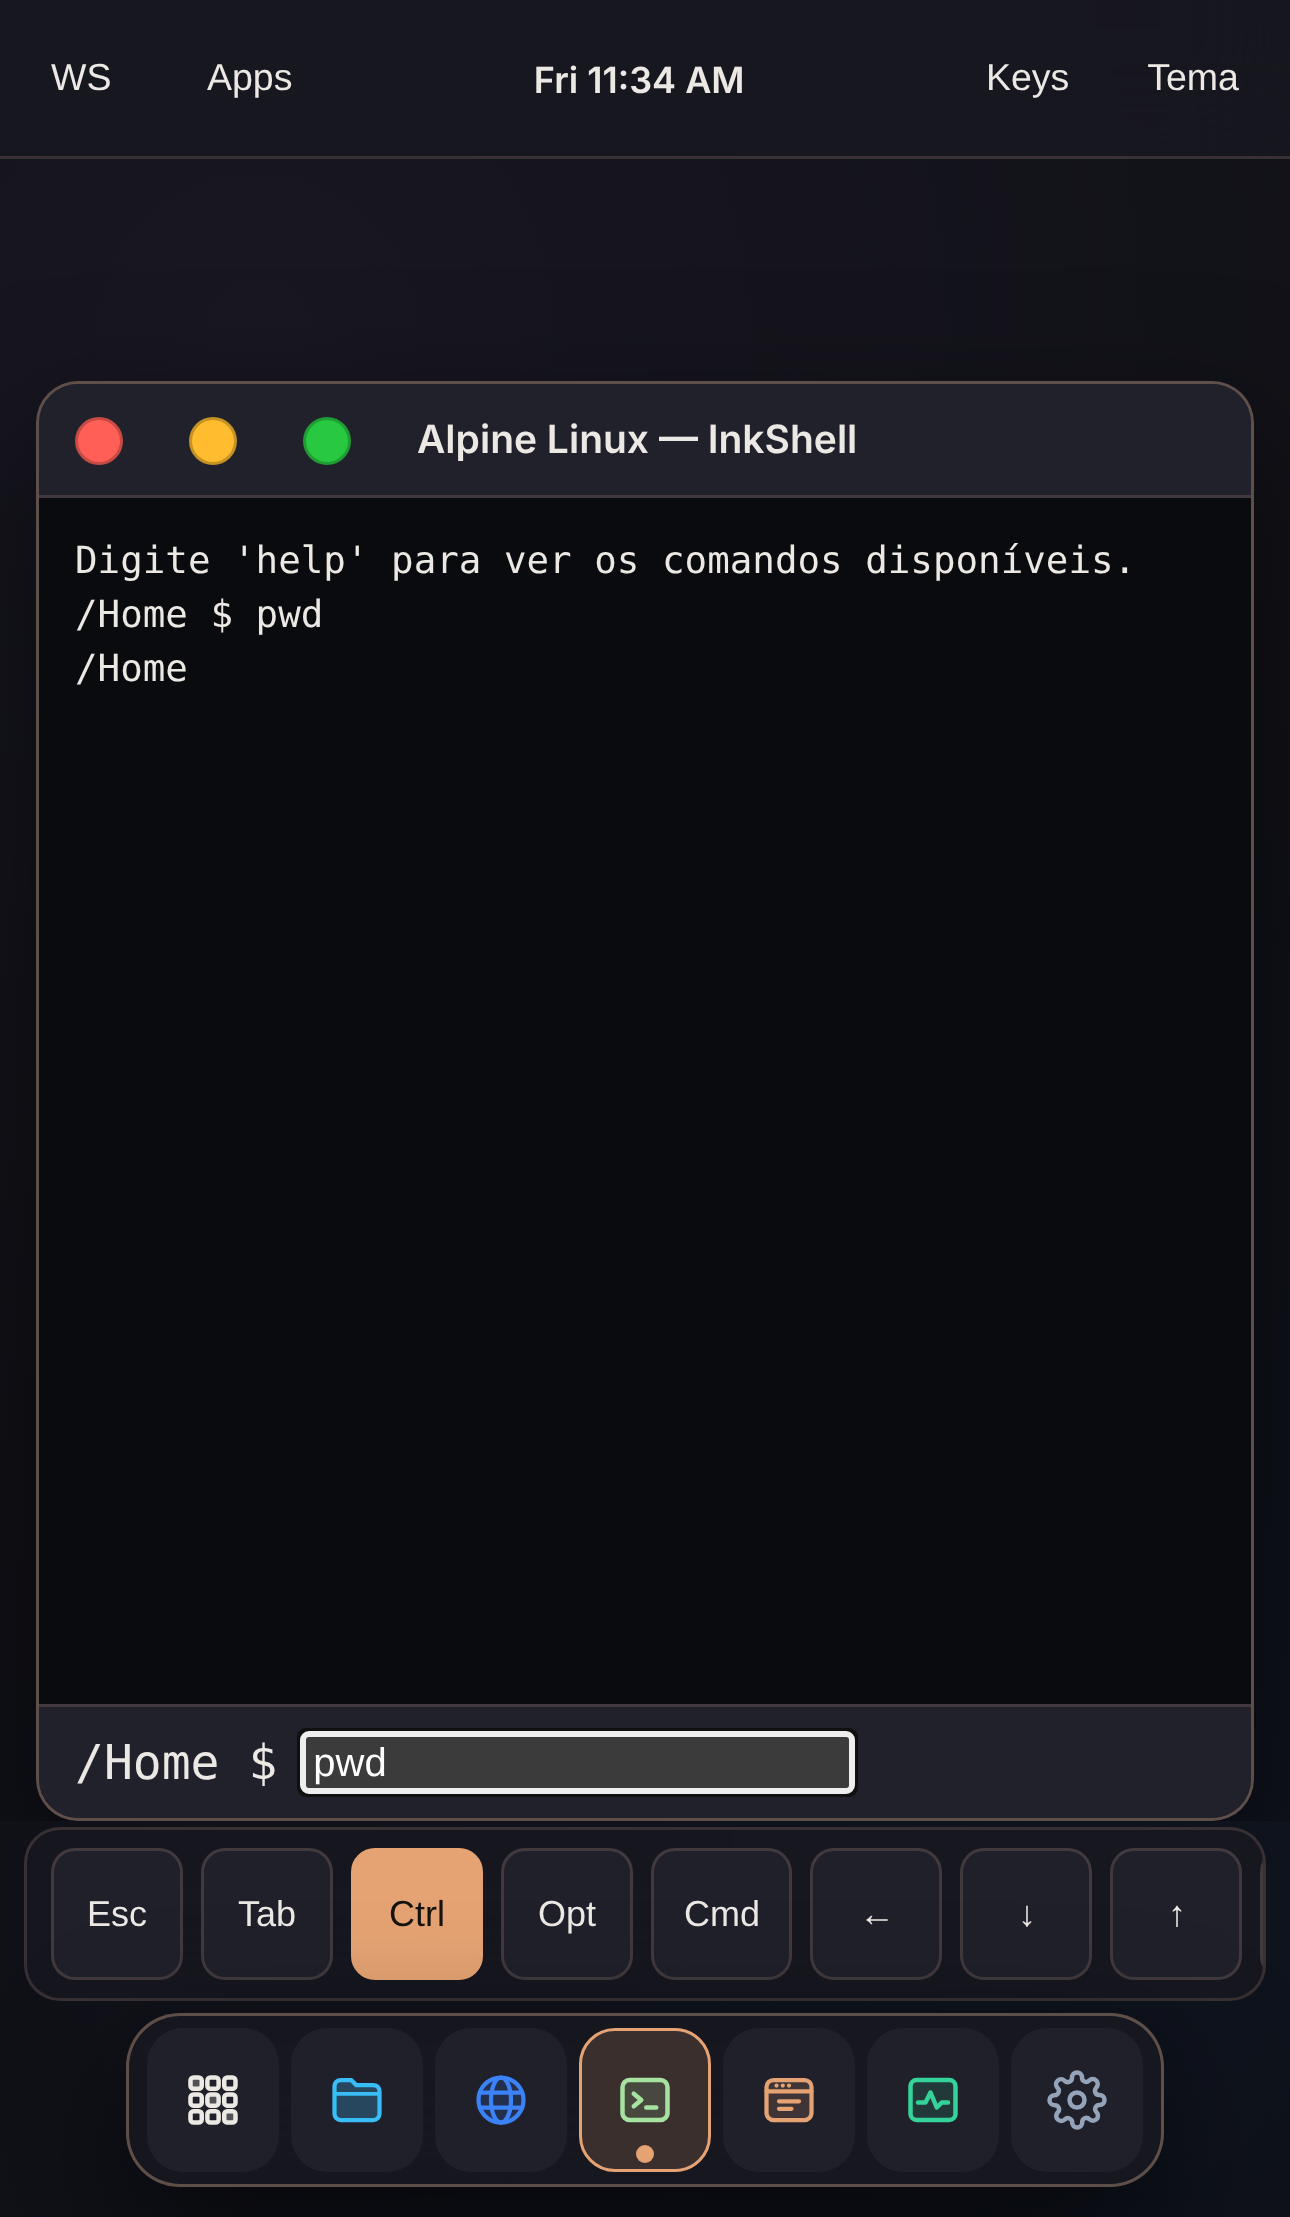 WS Apps Fri 11:34 AM Keys Tema
Alpine Linux — InkShell
Digite 'help' para ver os comandos disponíveis.
/Home $ pwd
/Home
/Home $ pwd
Esc Tab Ctrl Opt Cmd ← ↓ ↑